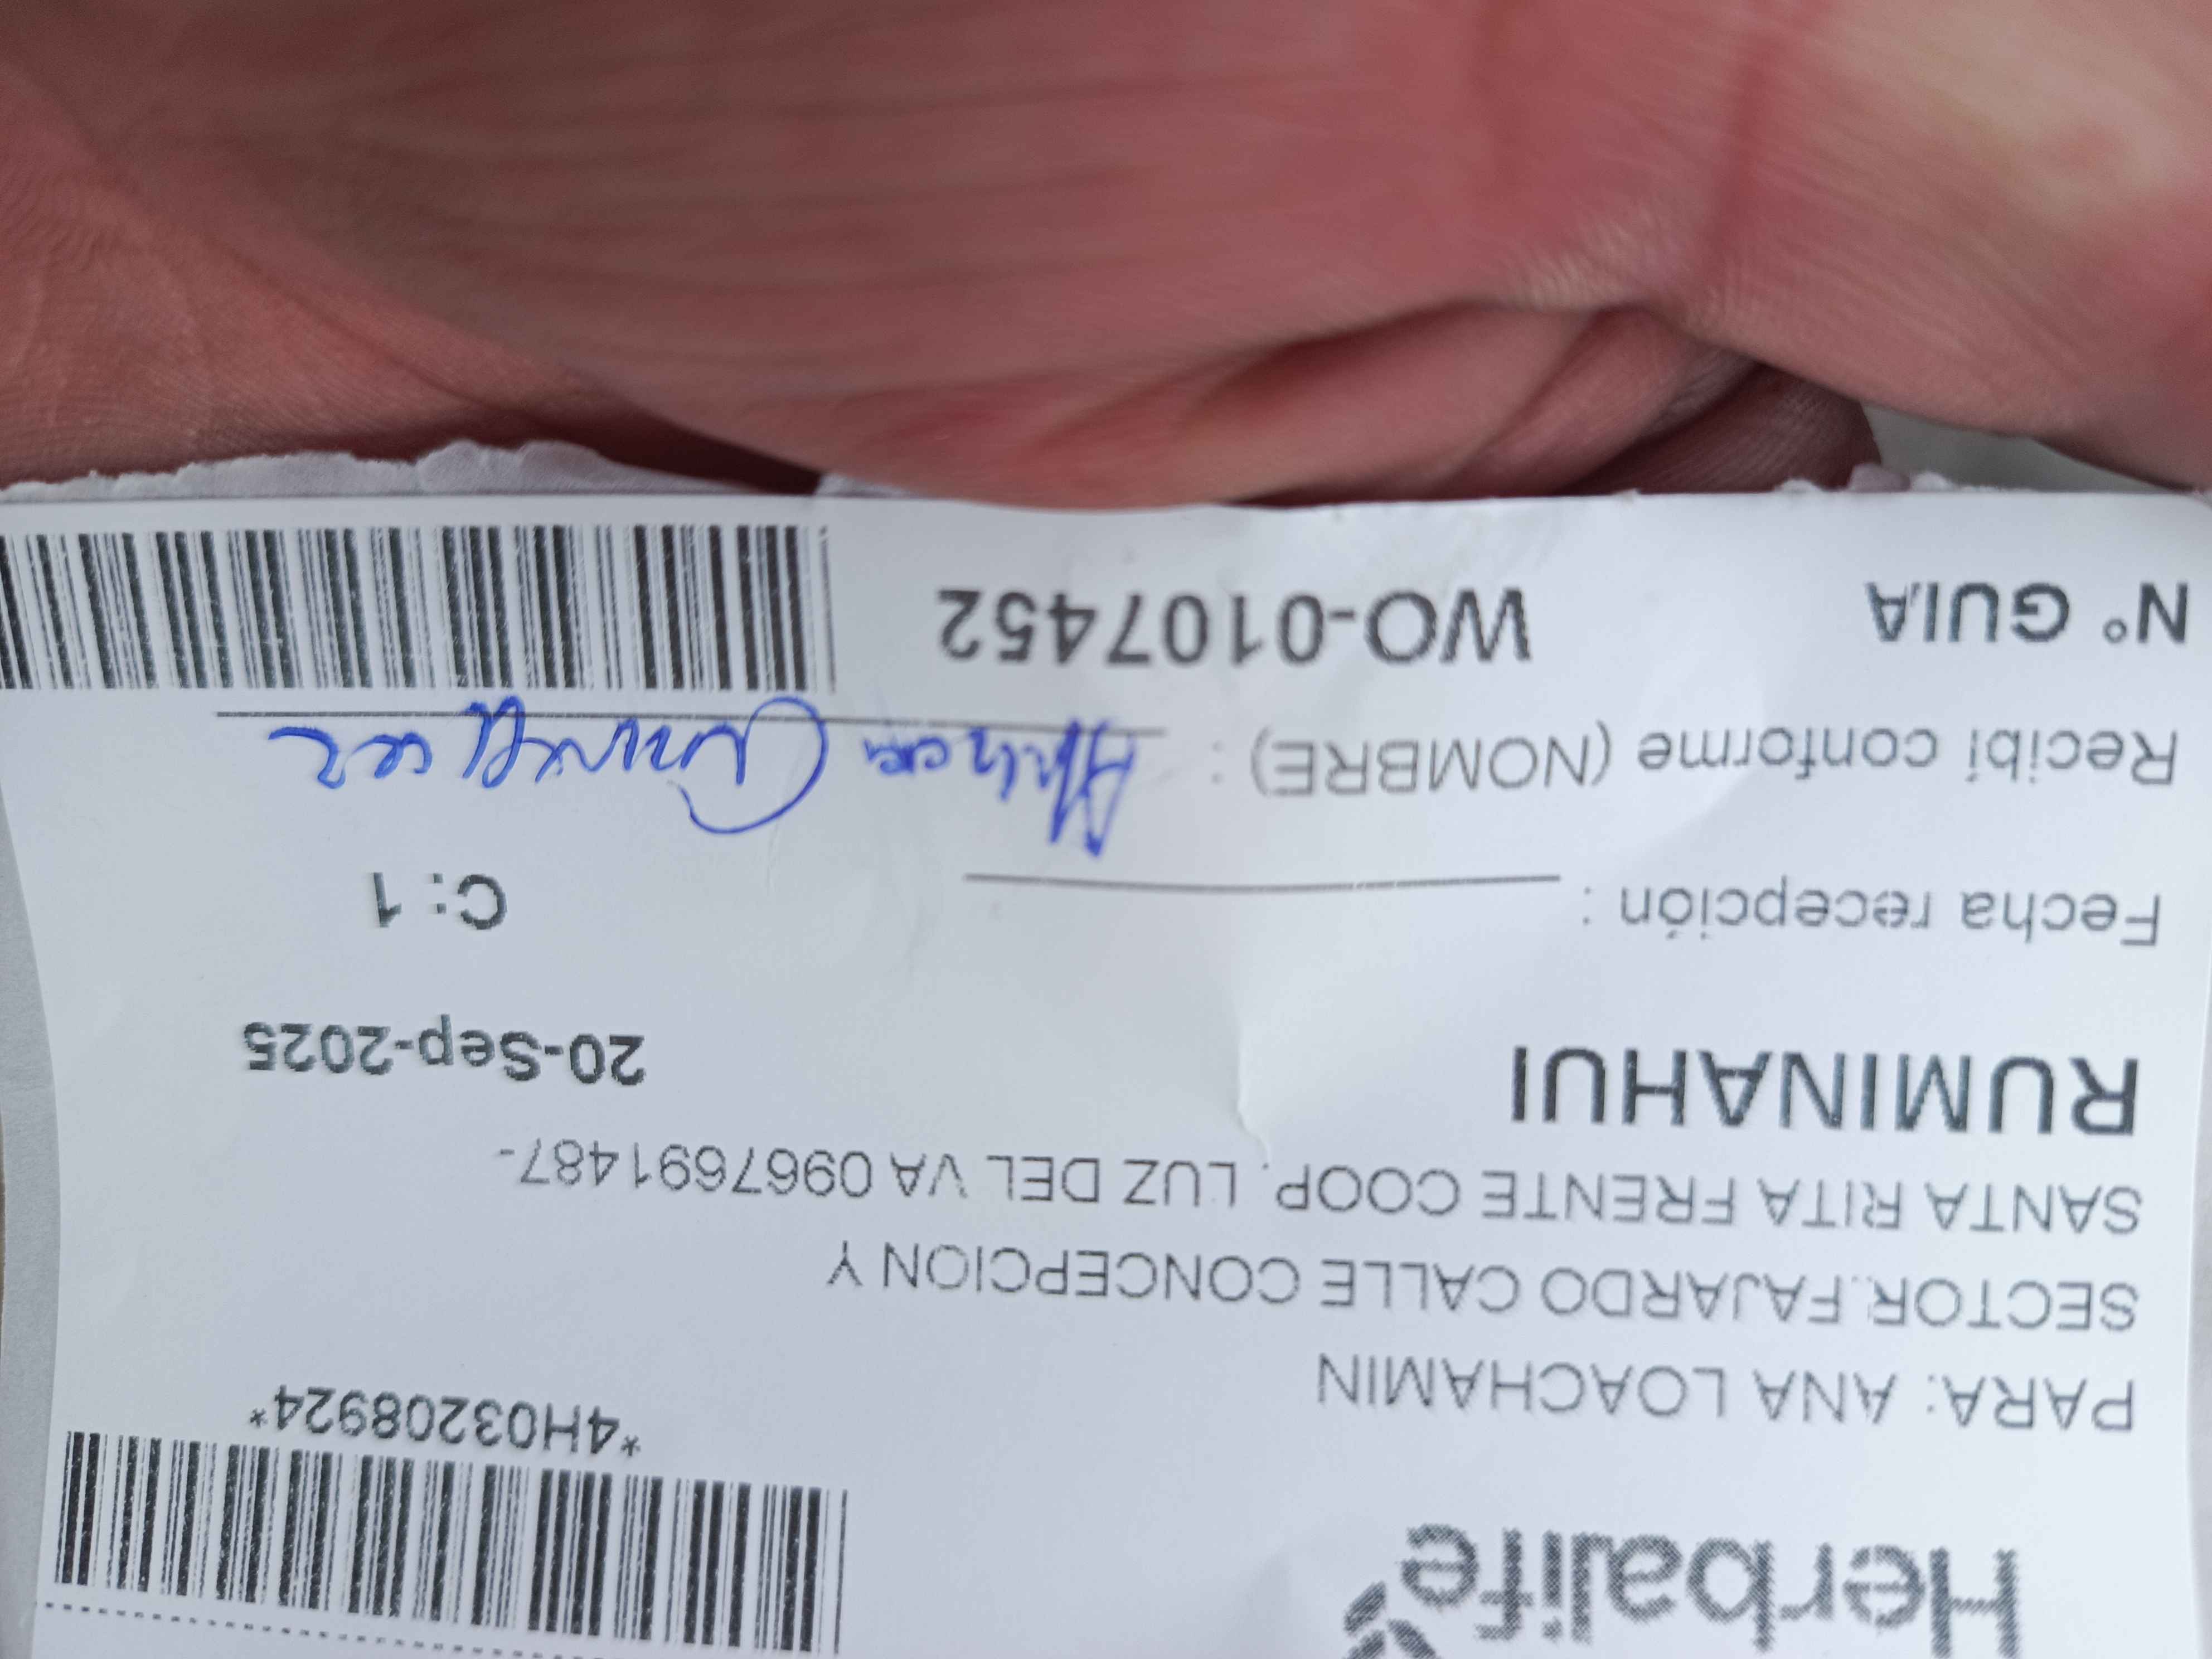 Herbalife
*4H03208924*
PARA: ANA LOACHAMIN
SECTOR.FAJARDO CALLE CONCEPCION Y
SANTA RITA FRENTE COOP. LUZ DEL VA 0967691487-
RUMINAHUI 20-Sep-2025
Fecha recepción : C: 1
Recibí conforme (NOMBRE) :
N° GUIA WO-0107452